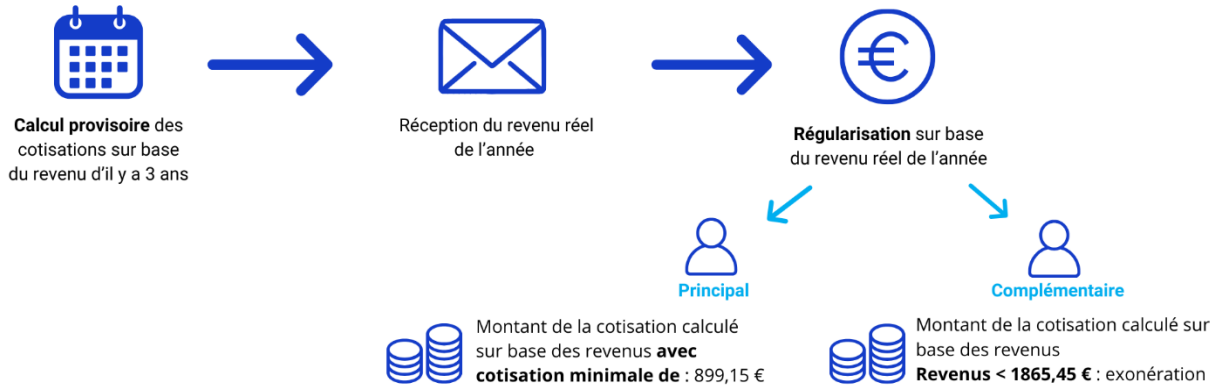 Calcul provisoire des
cotisations sur base
du revenu d'il y a 3 ans
Réception du revenu réel
de l'année
Régularisation sur base
du revenu réel de l'année
Principal
Montant de la cotisation calculé
sur base des revenus avec
cotisation minimale de : 899,15 €
Complémentaire
Montant de la cotisation calculé sur
base des revenus
Revenus < 1865,45 € : exonération